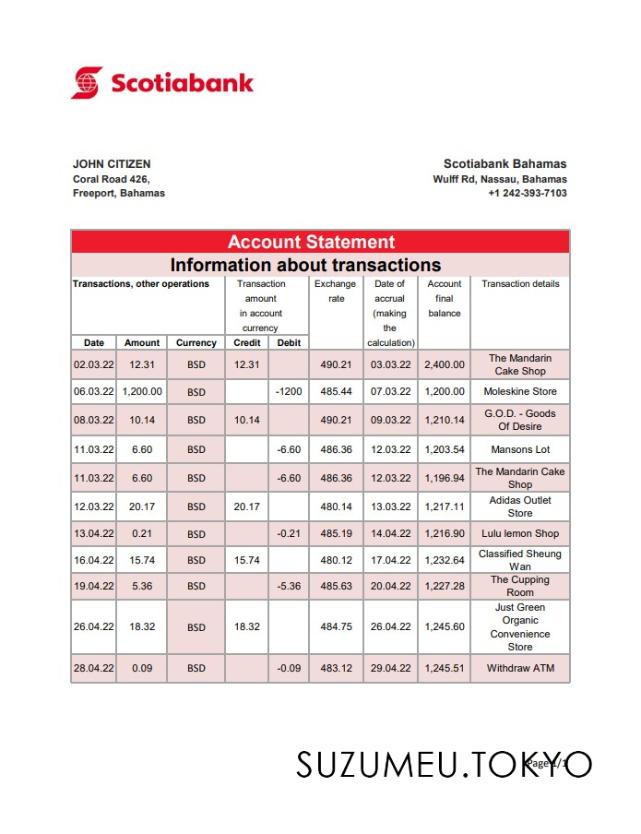 Scotiabank
JOHN CITIZEN
Coral Road 426,
Freeport, Bahamas
Scotiabank Bahamas
Wulff Rd, Nassau, Bahamas
+1 242-393-7103
Account Statement
Information about transactions
Transactions, other operations
Transaction
amount
in account
currency
Exchange
rate
Date of
accrual
(making
the
calculation)
Account
final
balance
Transaction details
Date Amount Currency Credit Debit
02.03.22 12.31 BSD 12.31 490.21 03.03.22 2,400.00 The Mandarin
Cake Shop
06.03.22 1,200.00 BSD -1200 485.44 07.03.22 1,200.00 Moleskine Store
08.03.22 10.14 BSD 10.14 490.21 09.03.22 1,210.14 G.O.D. - Goods
Of Desire
11.03.22 6.60 BSD -6.60 486.36 12.03.22 1,203.54 Mansons Lot
11.03.22 6.60 BSD -6.60 486.36 12.03.22 1,196.94 The Mandarin Cake
Shop
12.03.22 20.17 BSD 20.17 480.14 13.03.22 1,217.11 Adidas Outlet
Store
13.04.22 0.21 BSD -0.21 485.19 14.04.22 1,216.90 Lulu lemon Shop
16.04.22 15.74 BSD 15.74 480.12 17.04.22 1,232.64 Classified Sheung
Wan
19.04.22 5.36 BSD -5.36 485.63 20.04.22 1,227.28 The Cupping
Room
26.04.22 18.32 BSD 18.32 484.75 26.04.22 1,245.60 Just Green
Organic
Convenience
Store
28.04.22 0.09 BSD -0.09 483.12 29.04.22 1,245.51 Withdraw ATM
SUZUMEU.TOKYO
Page 1/1